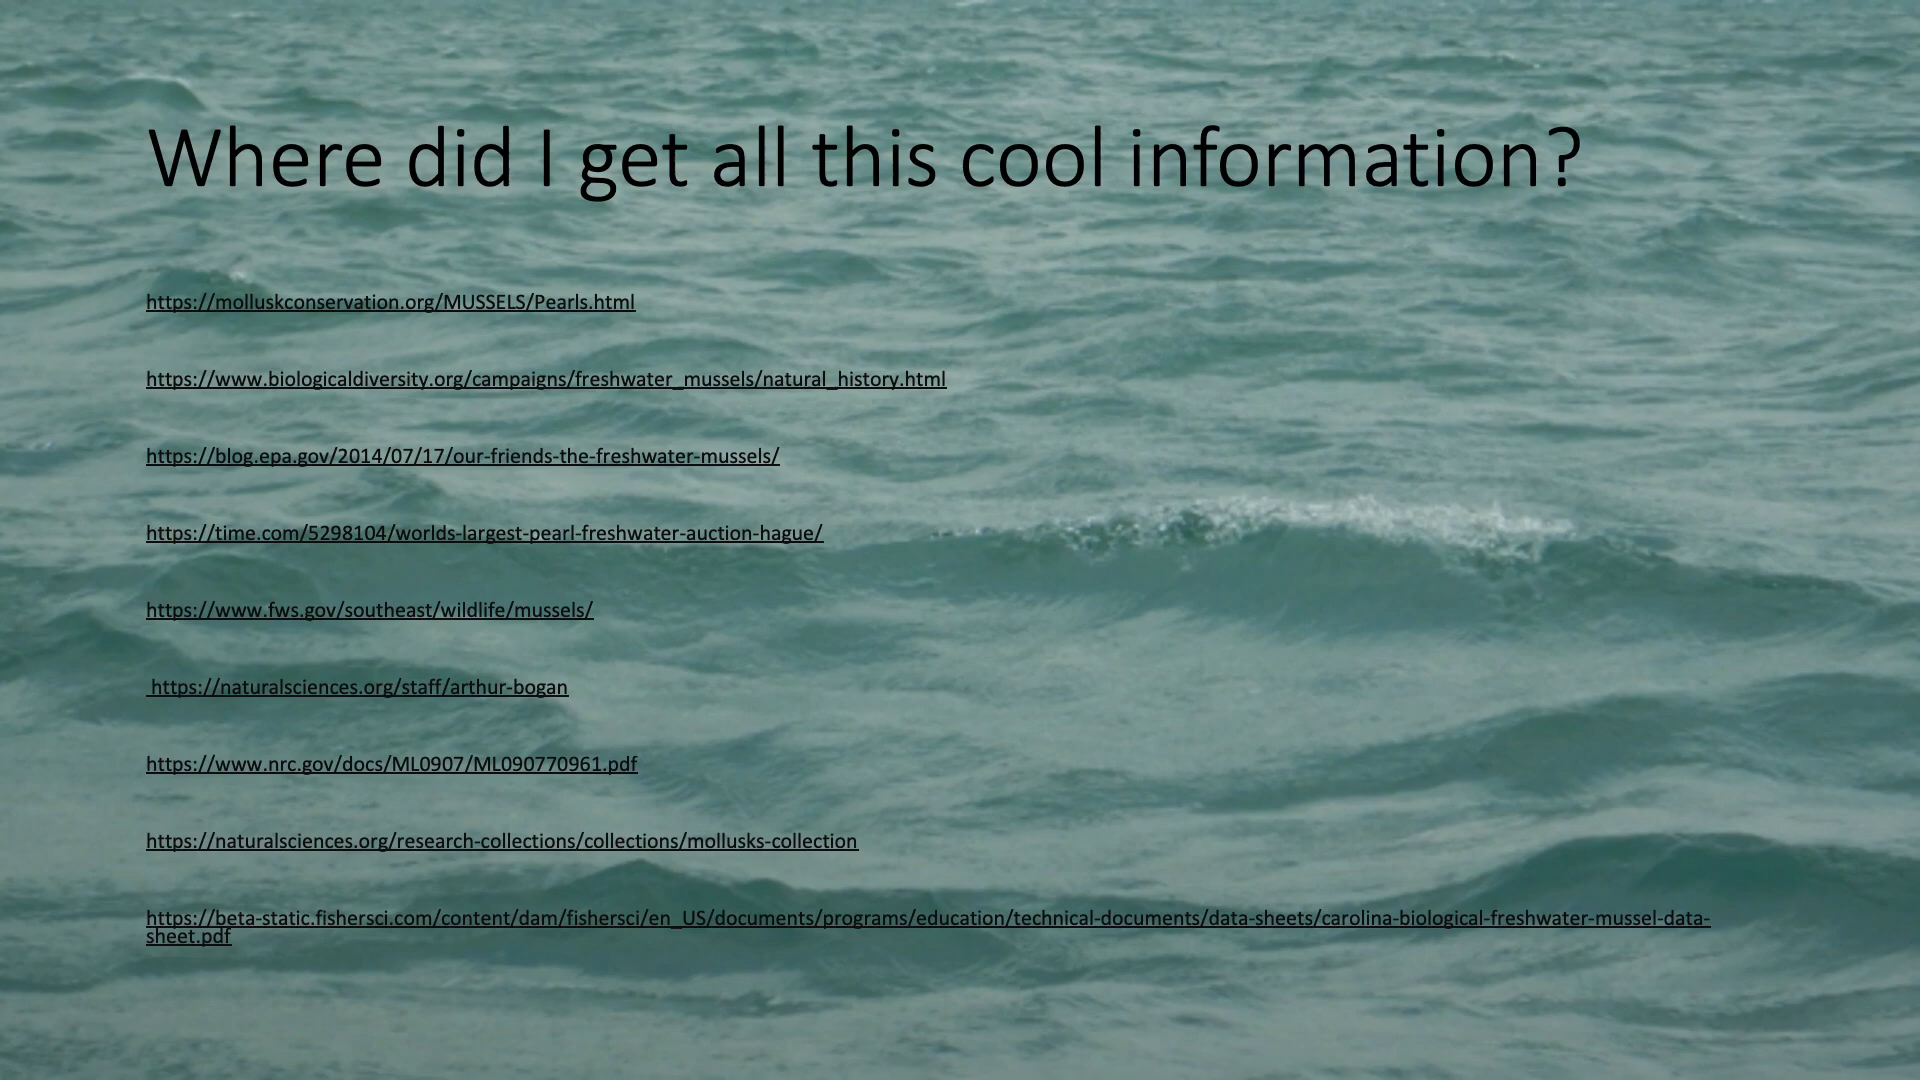 Where did I get all this cool information?
https://molluskconservation.org/MUSSELS/Pearls.html
https://www.biologicaldiversity.org/campaigns/freshwater_mussels/natural_history.html
https://blog.epa.gov/2014/07/17/our-friends-the-freshwater-mussels/
https://time.com/5298104/worlds-largest-pearl-freshwater-auction-hague/
https://www.fws.gov/southeast/wildlife/mussels/
https://naturalsciences.org/staff/arthur-bogan
https://www.nrc.gov/docs/ML0907/ML090770961.pdf
https://naturalsciences.org/research-collections/collections/mollusks-collection
https://beta-static.fishersci.com/content/dam/fishersci/en_US/documents/programs/education/technical-documents/data-sheets/carolina-biological-freshwater-mussel-data-
sheet.pdf